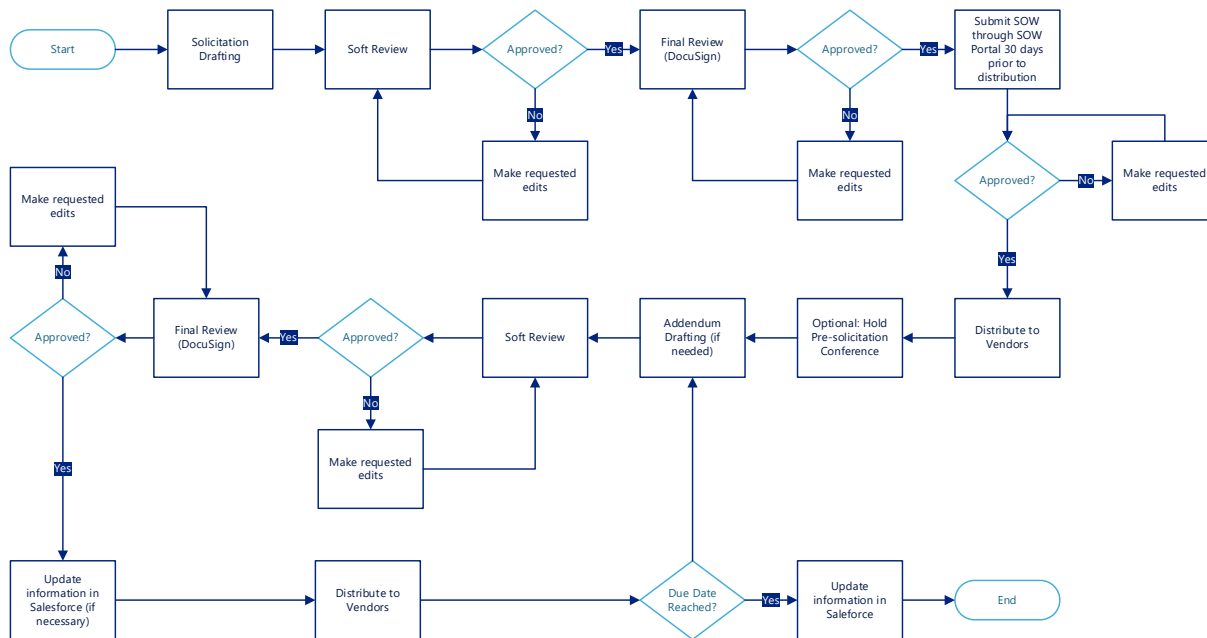 Start
Solicitation
Drafting
Soft Review
Approved?
Yes
No
Make requested
edits
Final Review
(DocuSign)
Approved?
Yes
No
Make requested
edits
Submit SOW
through SOW
Portal 30 days
prior to
distribution
Approved?
No
Make requested
edits
Yes
Distribute to
Vendors
Optional: Hold
Pre-solicitation
Conference
Addendum
Drafting (if
needed)
Soft Review
Approved?
No
Make requested
edits
Yes
Final Review
(DocuSign)
Approved?
No
Make requested
edits
Yes
Update
information in
Salesforce (if
necessary)
Distribute to
Vendors
Due Date
Reached?
Yes
Update
information in
Saleforce
End